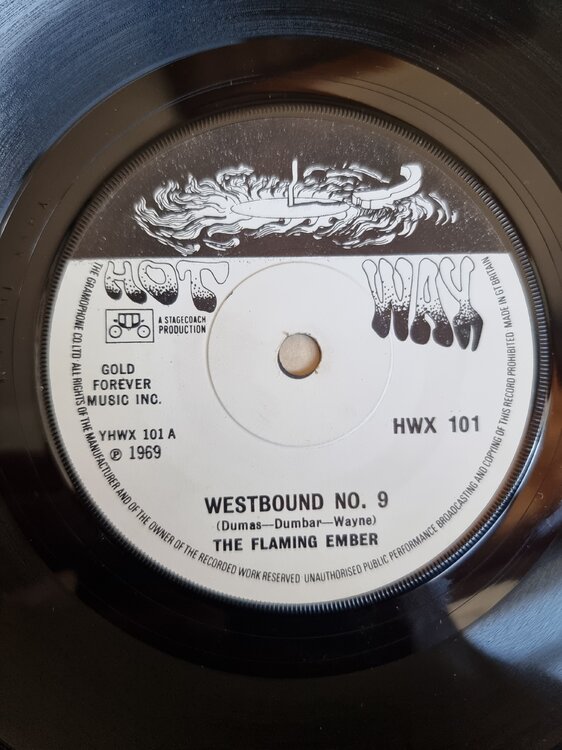 HOT WAX
A STAGECOACH
PRODUCTION
GOLD
FOREVER
MUSIC INC.
YHWX 101 A
℗ 1969
HWX 101
WESTBOUND NO. 9
(Dumas—Dumbar—Wayne)
THE FLAMING EMBER
THE GRAMOPHONE CO. LTD. ALL RIGHTS OF THE MANUFACTURER AND OF THE OWNER OF THE RECORDED WORK RESERVED UNAUTHORISED PUBLIC PERFORMANCE BROADCASTING AND COPYING OF THIS RECORD PROHIBITED MADE IN GT. BRITAIN